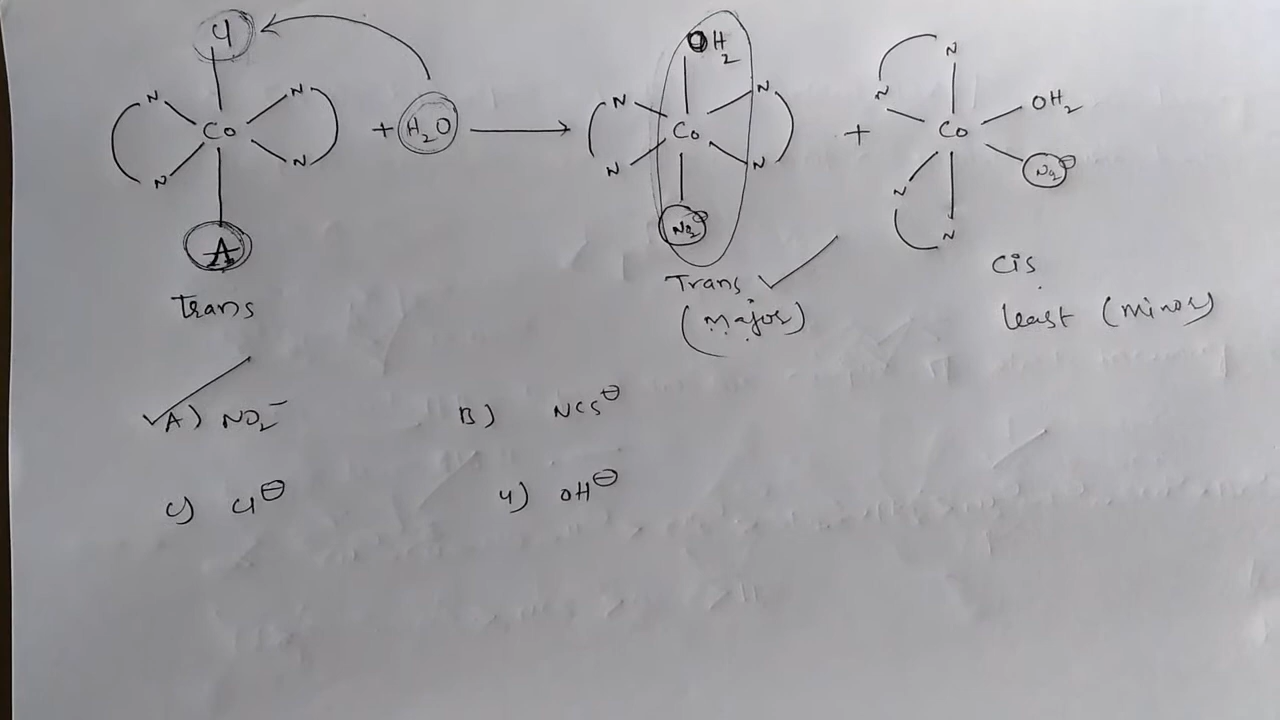 Cl
N N
Co
N N
A
Trans
+ H2O
OH2
N N
Co
N N
NO2⊖
Trans
(Major)
+
N
N
OH2
Co
NO2⊖
N
N
Cis
least (minor)
A) NO2−
B) NCS⊖
C) Cl⊖
4) OH⊖